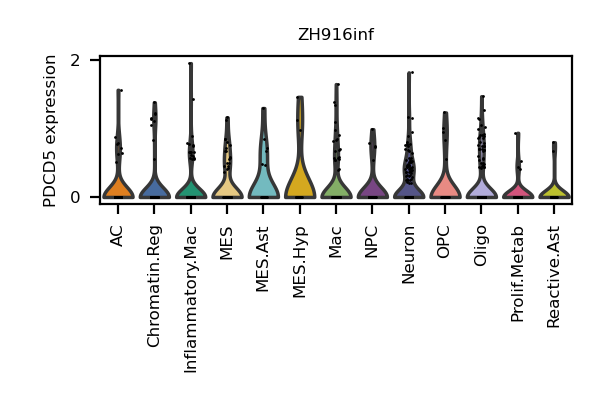 ZH916inf
PDCD5 expression
2
0
AC
Chromatin.Reg
Inflammatory.Mac
MES
MES.Ast
MES.Hyp
Mac
NPC
Neuron
OPC
Oligo
Prolif.Metab
Reactive.Ast